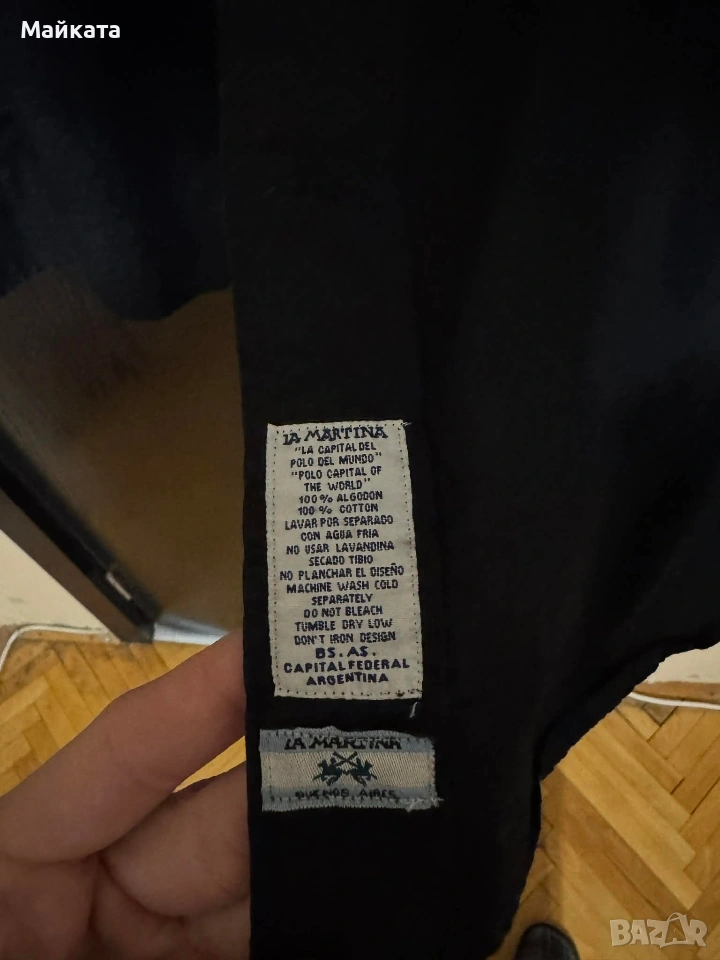 Майката
LA MARTINA
"LA CAPITAL DEL
POLO DEL MUNDO"
"POLO CAPITAL OF
THE WORLD"
100% ALGODON
100% COTTON
LAVAR POR SEPARADO
CON AGUA FRIA
NO USAR LAVANDINA
SECADO TIBIO
NO PLANCHAR EL DISEÑO
MACHINE WASH COLD
SEPARATELY
DO NOT BLEACH
TUMBLE DRY LOW
DON'T IRON DESIGN
BS. AS.
CAPITAL FEDERAL
ARGENTINA
LA MARTINA
BUENOS AIRES
BAZAR